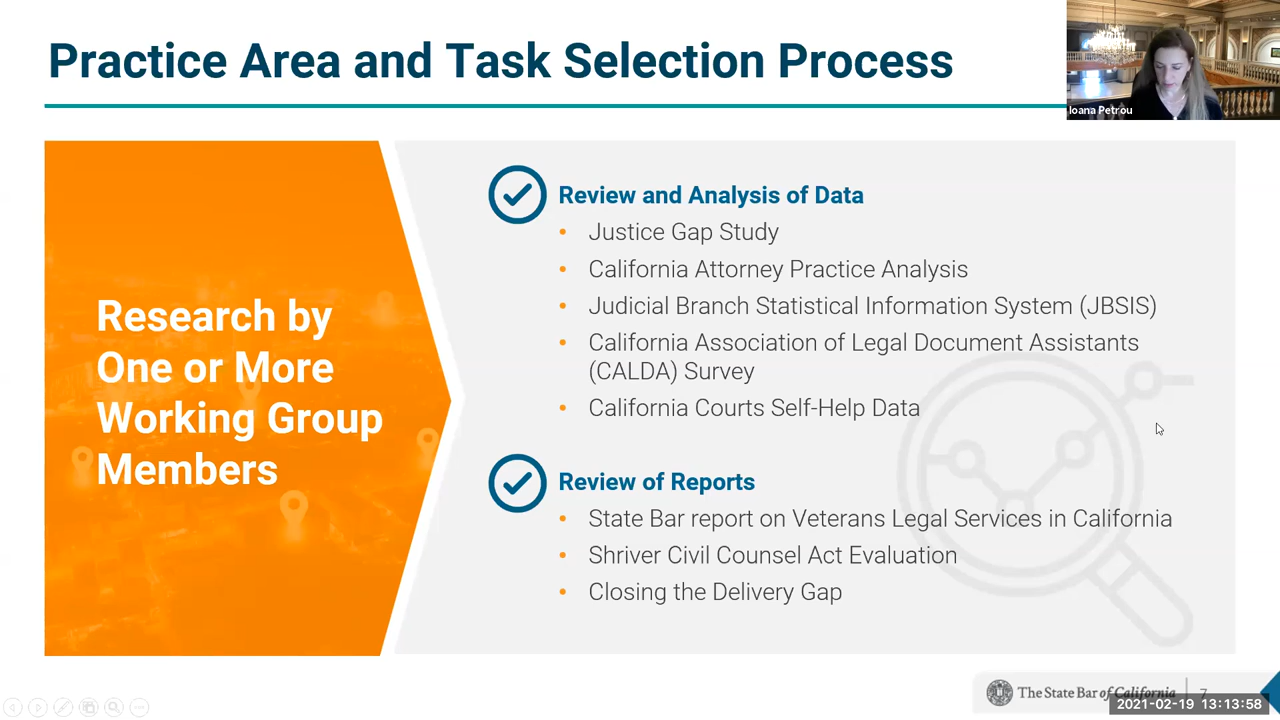 Practice Area and Task Selection Process
Ioana Petrou
Research by
One or More
Working Group
Members
Review and Analysis of Data
• Justice Gap Study
• California Attorney Practice Analysis
• Judicial Branch Statistical Information System (JBSIS)
• California Association of Legal Document Assistants
(CALDA) Survey
• California Courts Self-Help Data
Review of Reports
• State Bar report on Veterans Legal Services in California
• Shriver Civil Counsel Act Evaluation
• Closing the Delivery Gap
The State Bar of California
7
2021-02-19 13:13:58